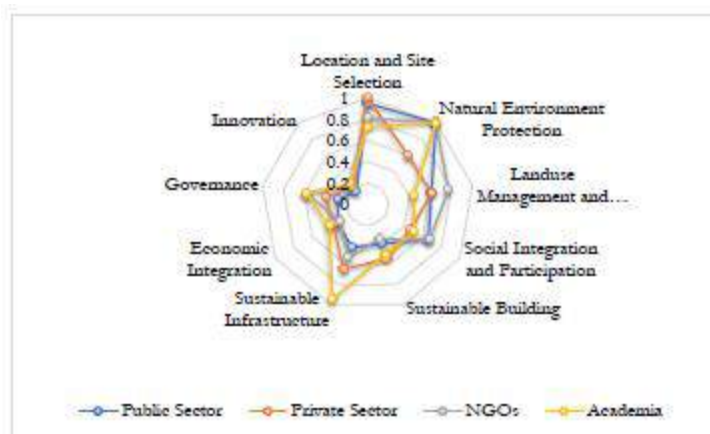 Location and Site
Selection
1
0.8
0.6
0.4
0.2
0
Natural Environment
Protection
Landuse
Management and...
Social Integration
and Participation
Sustainable Building
Sustainable
Infrastructure
Economic
Integration
Governance
Innovation
Public Sector
Private Sector
NGOs
Academia